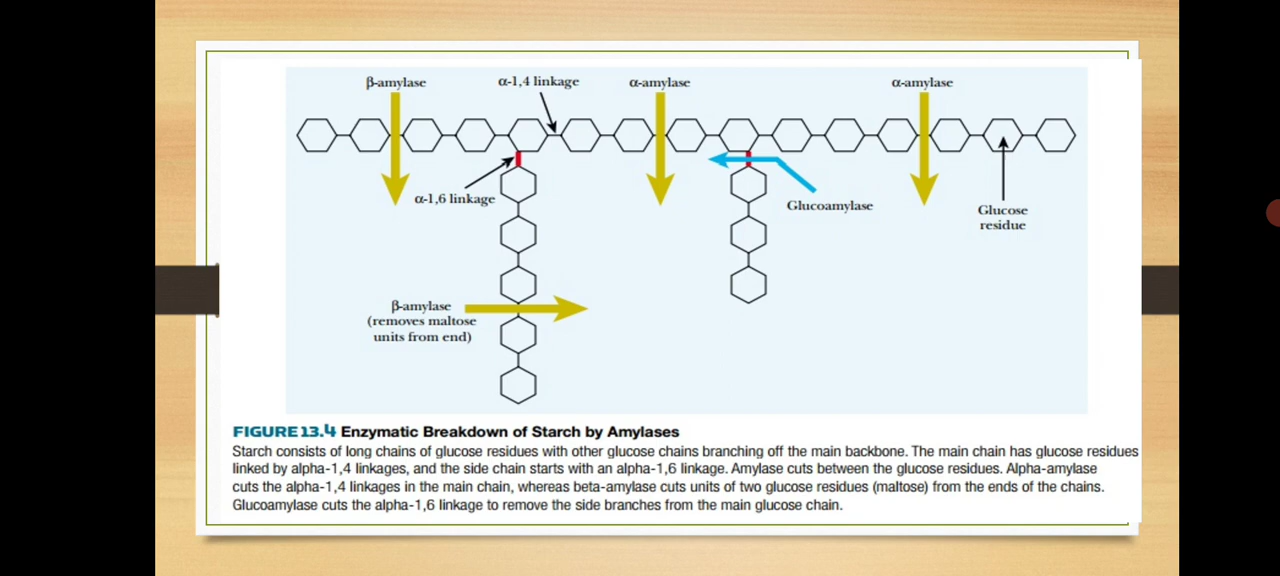 β-amylase
α-1,4 linkage
α-amylase
α-amylase
α-1,6 linkage
Glucoamylase
Glucose
residue
β-amylase
(removes maltose
units from end)
FIGURE 13.4 Enzymatic Breakdown of Starch by Amylases
Starch consists of long chains of glucose residues with other glucose chains branching off the main backbone. The main chain has glucose residues
linked by alpha-1,4 linkages, and the side chain starts with an alpha-1,6 linkage. Amylase cuts between the glucose residues. Alpha-amylase
cuts the alpha-1,4 linkages in the main chain, whereas beta-amylase cuts units of two glucose residues (maltose) from the ends of the chains.
Glucoamylase cuts the alpha-1,6 linkage to remove the side branches from the main glucose chain.